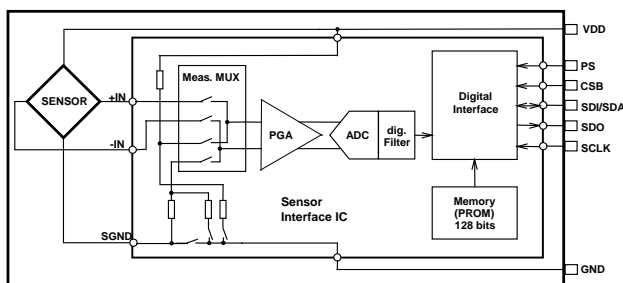 VDD
PS
CSB
SDI/SDA
SDO
SCLK
GND
SENSOR
+IN
-IN
SGND
Meas. MUX
PGA
ADC
dig.
Filter
Digital
Interface
Memory
(PROM)
128 bits
Sensor
Interface IC